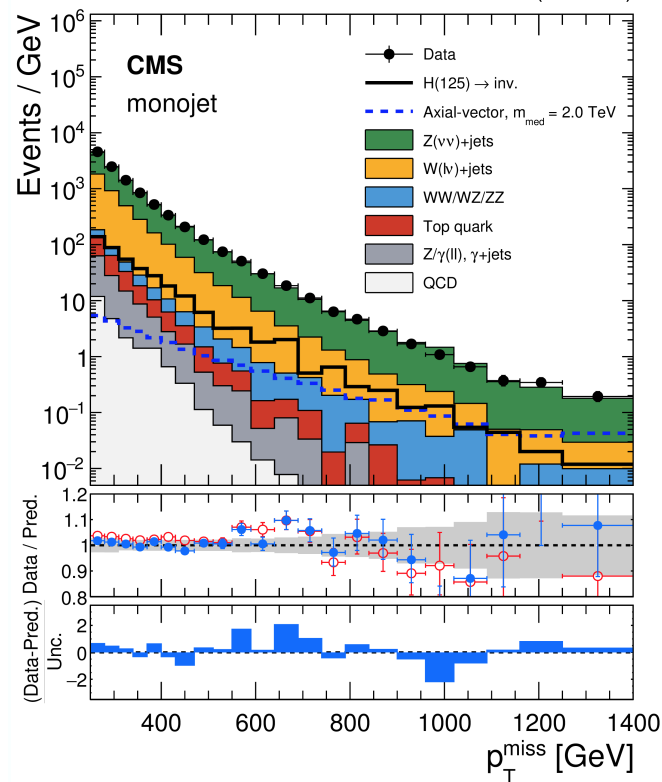 10^6
10^5
10^4
10^3
10^2
10
1
10^−1
10^−2
Events / GeV
CMS
monojet
Data
H(125) → inv.
Axial-vector, m_med = 2.0 TeV
Z(νν)+jets
W(lν)+jets
WW/WZ/ZZ
Top quark
Z/γ(ll), γ+jets
QCD
1.2
1.1
1
0.9
0.8
Data / Pred.
2
0
−2
(Data-Pred.)
Unc.
400 600 800 1000 1200 1400
p_T^miss [GeV]